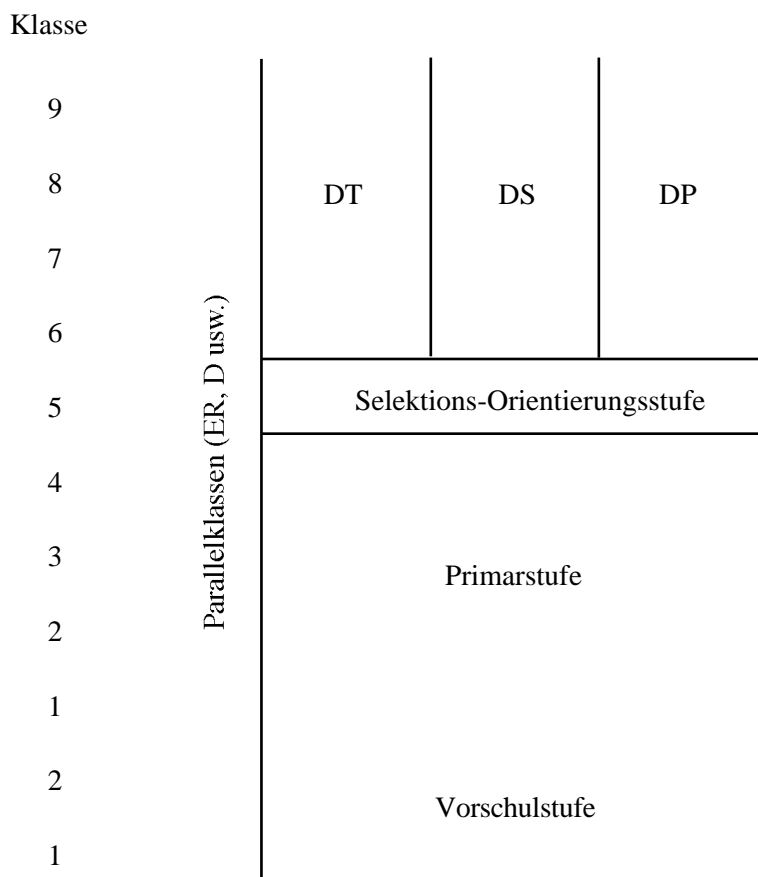 Klasse
9
8
DT DS DP
7
6
Parallelklassen (ER, D usw.)
5
Selektions-Orientierungsstufe
4
3
Primarstufe
2
1
2
Vorschulstufe
1